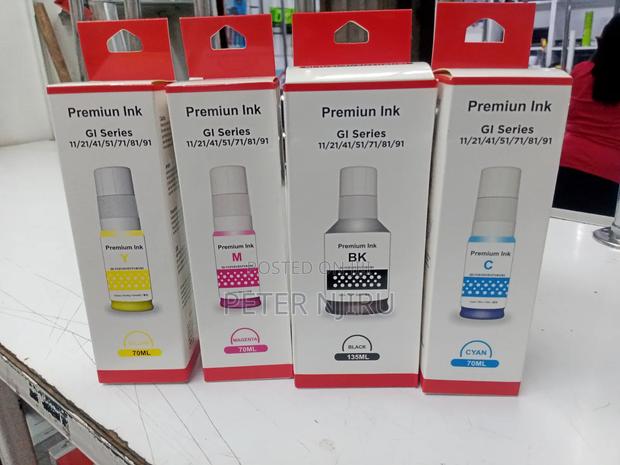 Premiun Ink
GI Series
11/21/41/51/71/81/91
Premium Ink
Y
YELLOW
70ML
Premiun Ink
GI Series
11/21/41/51/71/81/91
Premium Ink
M
MAGENTA
70ML
Premiun Ink
GI Series
11/21/41/51/71/81/91
Premium Ink
BK
BLACK
135ML
Premiun Ink
GI Series
11/21/41/51/71/81/91
Premium Ink
C
CYAN
70ML
POSTED ON JIJI
PETER NJIRU